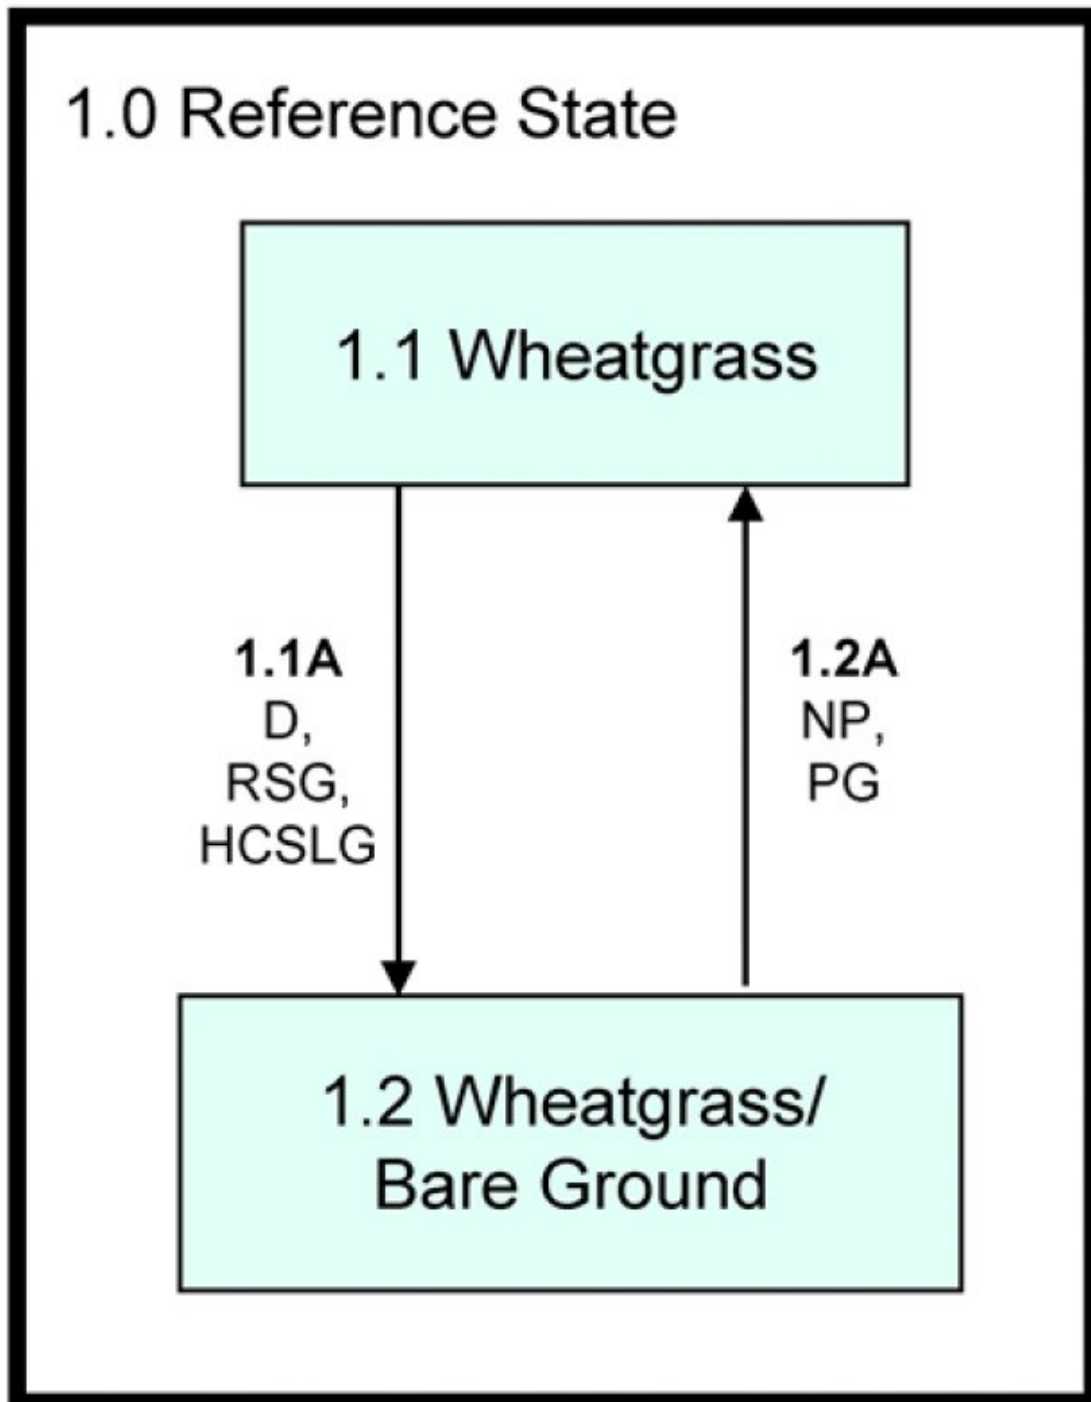 1.0 Reference State
1.1 Wheatgrass
1.1A
D,
RSG,
HCSLG
1.2A
NP,
PG
1.2 Wheatgrass/
Bare Ground